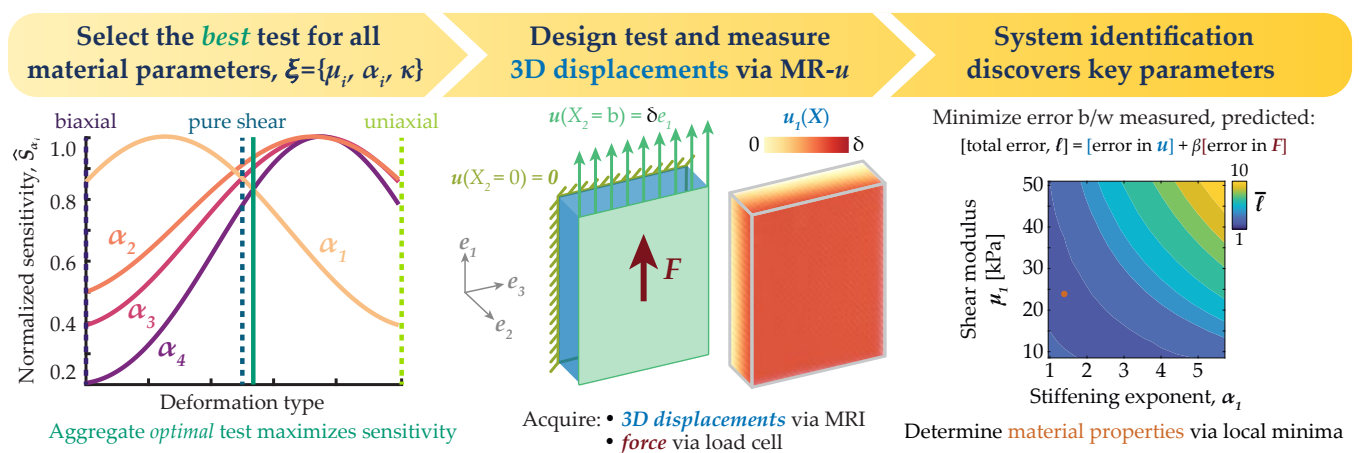 Select the best test for all
material parameters, ξ={μᵢ, αᵢ, κ}
Design test and measure
3D displacements via MR-u
System identification
discovers key parameters
biaxial
pure shear
uniaxial
Normalized sensitivity, Ŝ_αᵢ
1.0
0.8
0.6
0.4
0.2
α₁
α₂
α₃
α₄
Deformation type
Aggregate optimal test maximizes sensitivity
u(X₂ = b) = δe₁
u(X₂ = 0) = 0
F
e₁
e₃
e₂
u₁(X)
0
δ
Acquire: • 3D displacements via MRI
• force via load cell
Minimize error b/w measured, predicted:
[total error, ℓ] = [error in u] + β[error in F]
10
ℓ̅
1
Shear modulus
μ₁ [kPa]
50
40
30
20
10
1 2 3 4 5
Stiffening exponent, α₁
Determine material properties via local minima